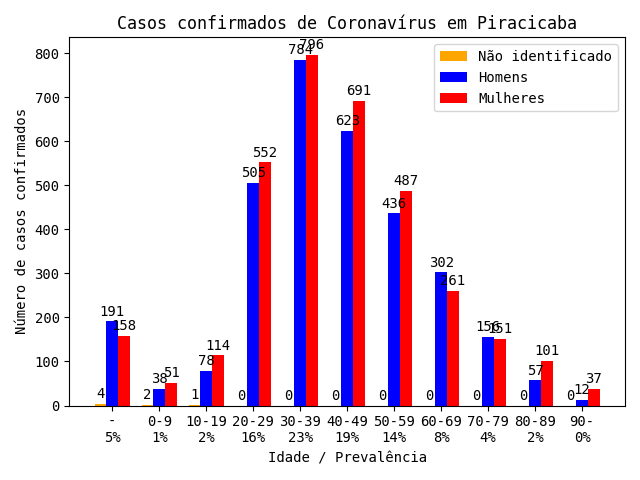 Casos confirmados de Coronavírus em Piracicaba
Não identificado
Homens
Mulheres
Número de casos confirmados
800
700
600
500
400
300
200
100
0
4 191 158
2 38 51
1 78 114
0 505 552
0 784 796
0 623 691
0 436 487
0 302 261
0 156 151
0 57 101
0 12 37
- 0-9 10-19 20-29 30-39 40-49 50-59 60-69 70-79 80-89 90-
5% 1% 2% 16% 23% 19% 14% 8% 4% 2% 0%
Idade / Prevalência